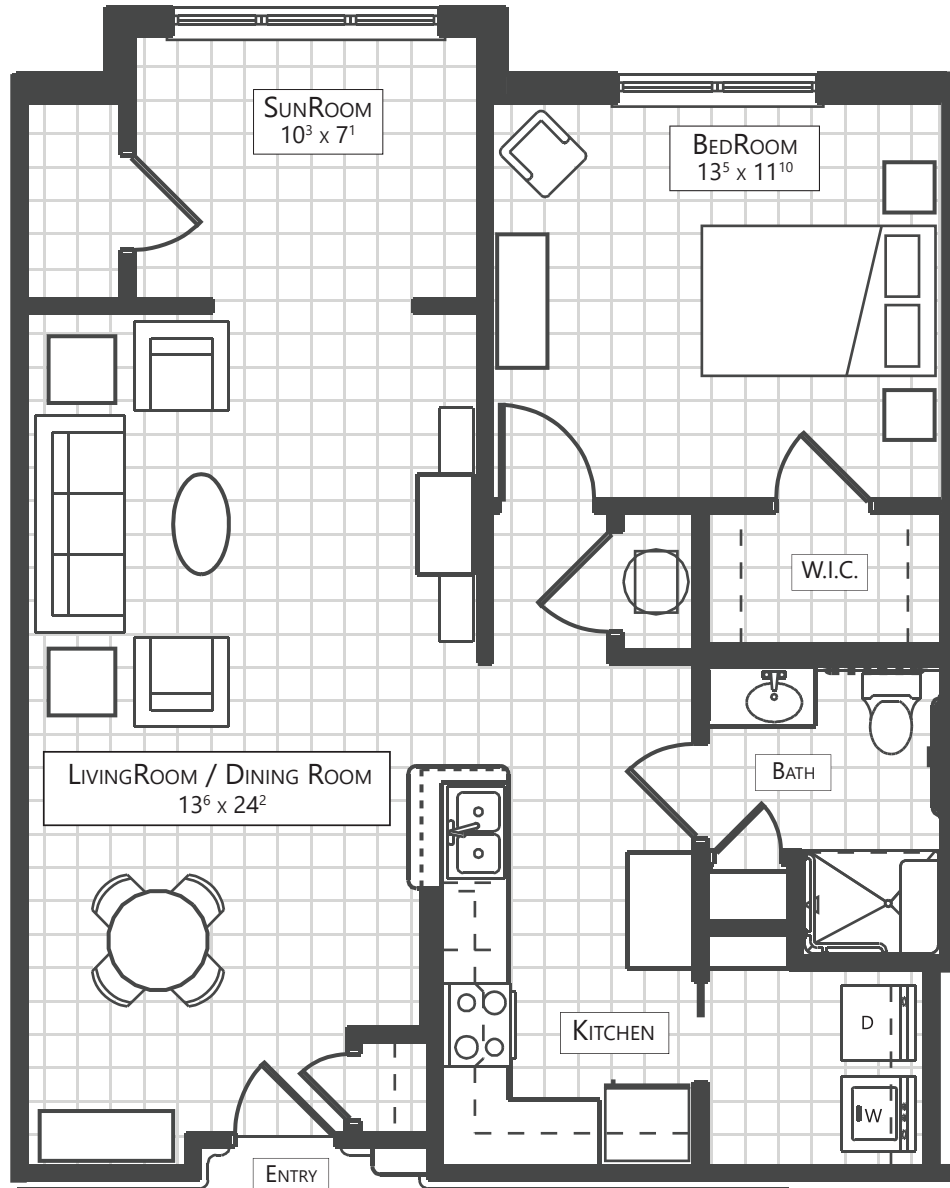 SunRoom
10³ x 7¹
BedRoom
13⁵ x 11¹⁰
W.I.C.
LivingRoom / Dining Room
13⁶ x 24²
Bath
Kitchen
D
W
Entry